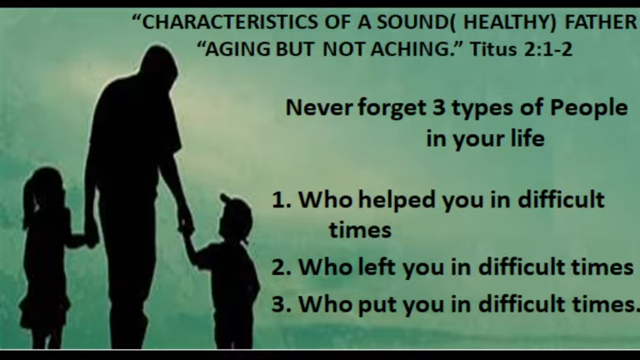 “CHARACTERISTICS OF A SOUND( HEALTHY) FATHER
“AGING BUT NOT ACHING.” Titus 2:1-2
Never forget 3 types of People
in your life
1. Who helped you in difficult
times
2. Who left you in difficult times
3. Who put you in difficult times.